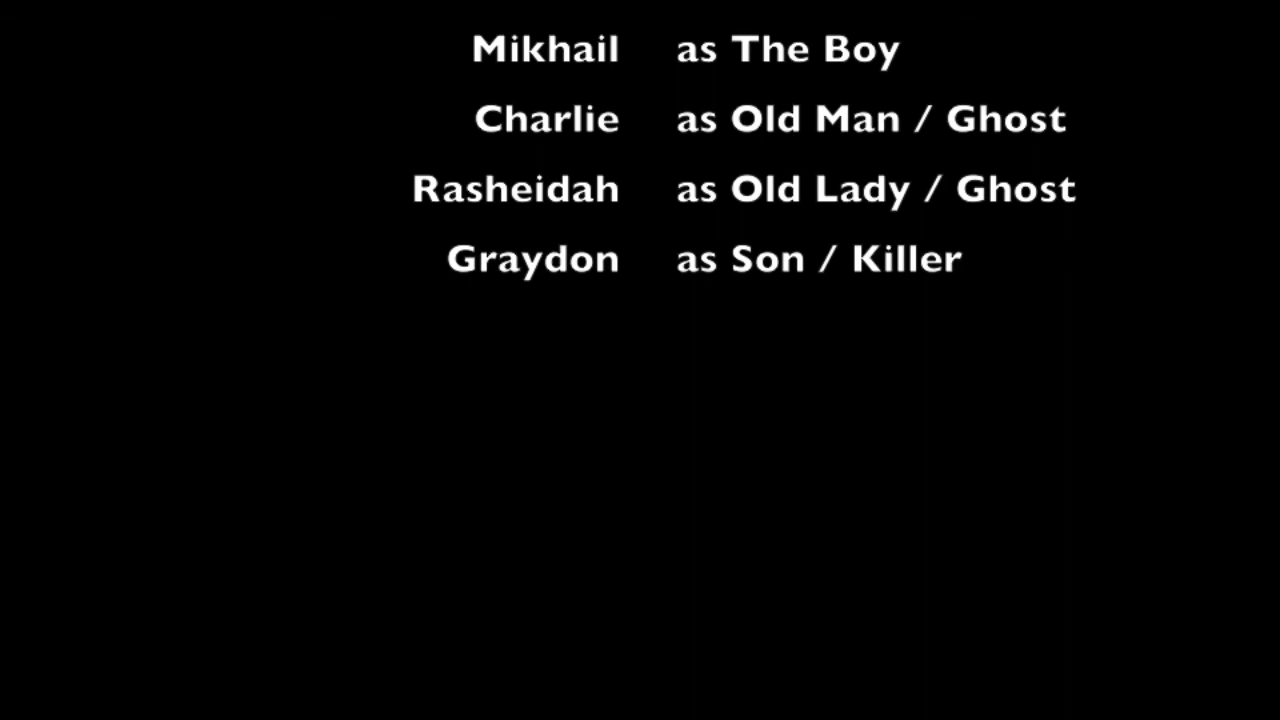 Mikhail as The Boy
Charlie as Old Man / Ghost
Rasheidah as Old Lady / Ghost
Graydon as Son / Killer